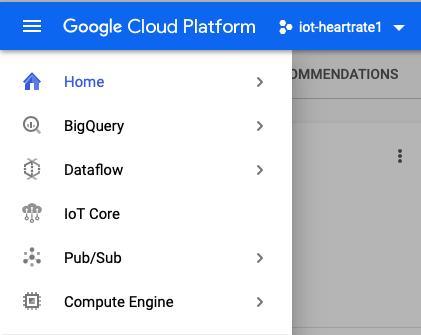 Google Cloud Platform iot-heartrate1
OMMENDATIONS
Home
BigQuery
Dataflow
IoT Core
Pub/Sub
Compute Engine